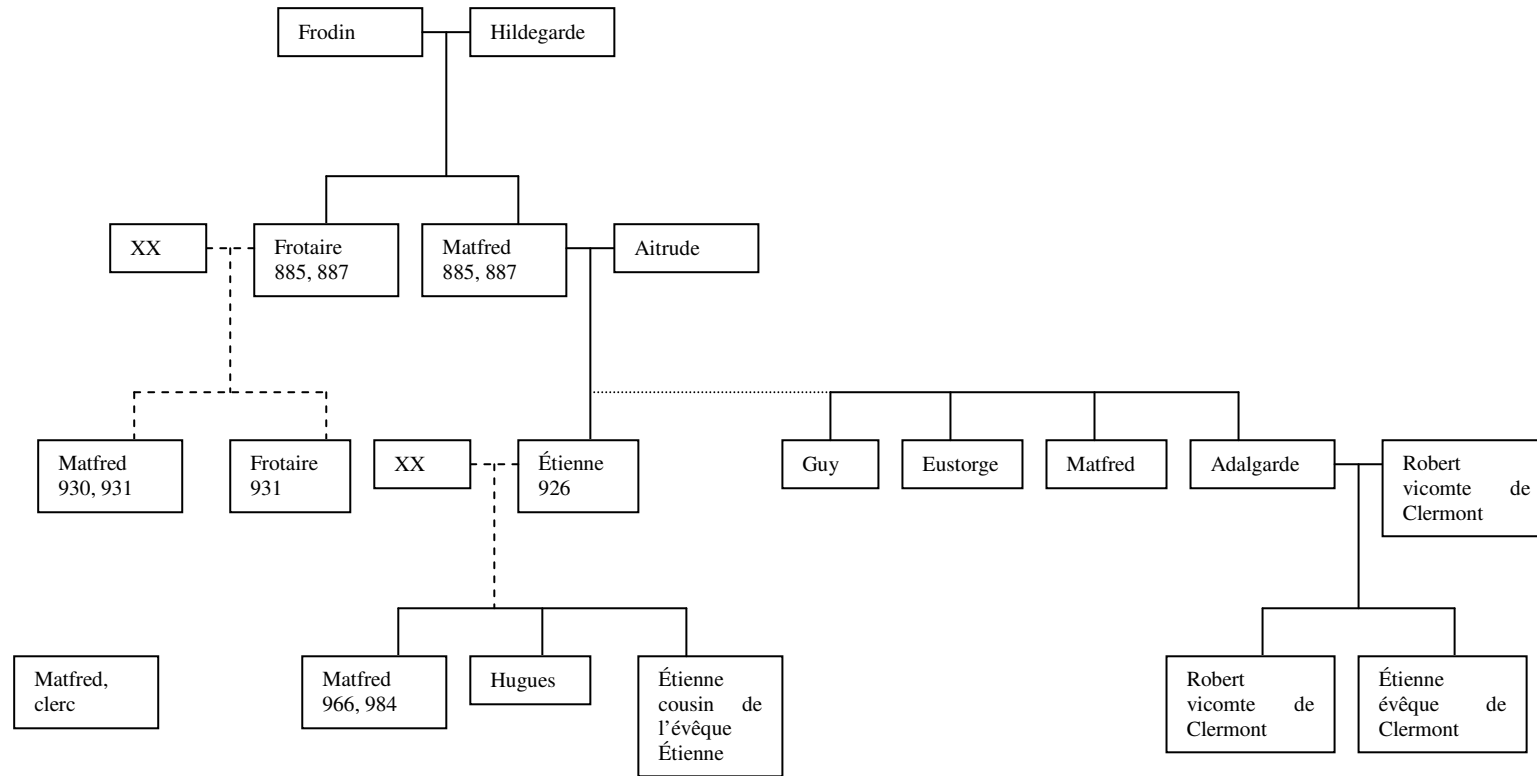 Frodin
Hildegarde
XX
Frotaire
885, 887
Matfred
885, 887
Aitrude
Matfred
930, 931
Frotaire
931
XX
Étienne
926
Guy
Eustorge
Matfred
Adalgarde
Robert
vicomte de
Clermont
Matfred,
clerc
Matfred
966, 984
Hugues
Étienne
cousin de
l’évêque
Étienne
Robert
vicomte de
Clermont
Étienne
évêque de
Clermont